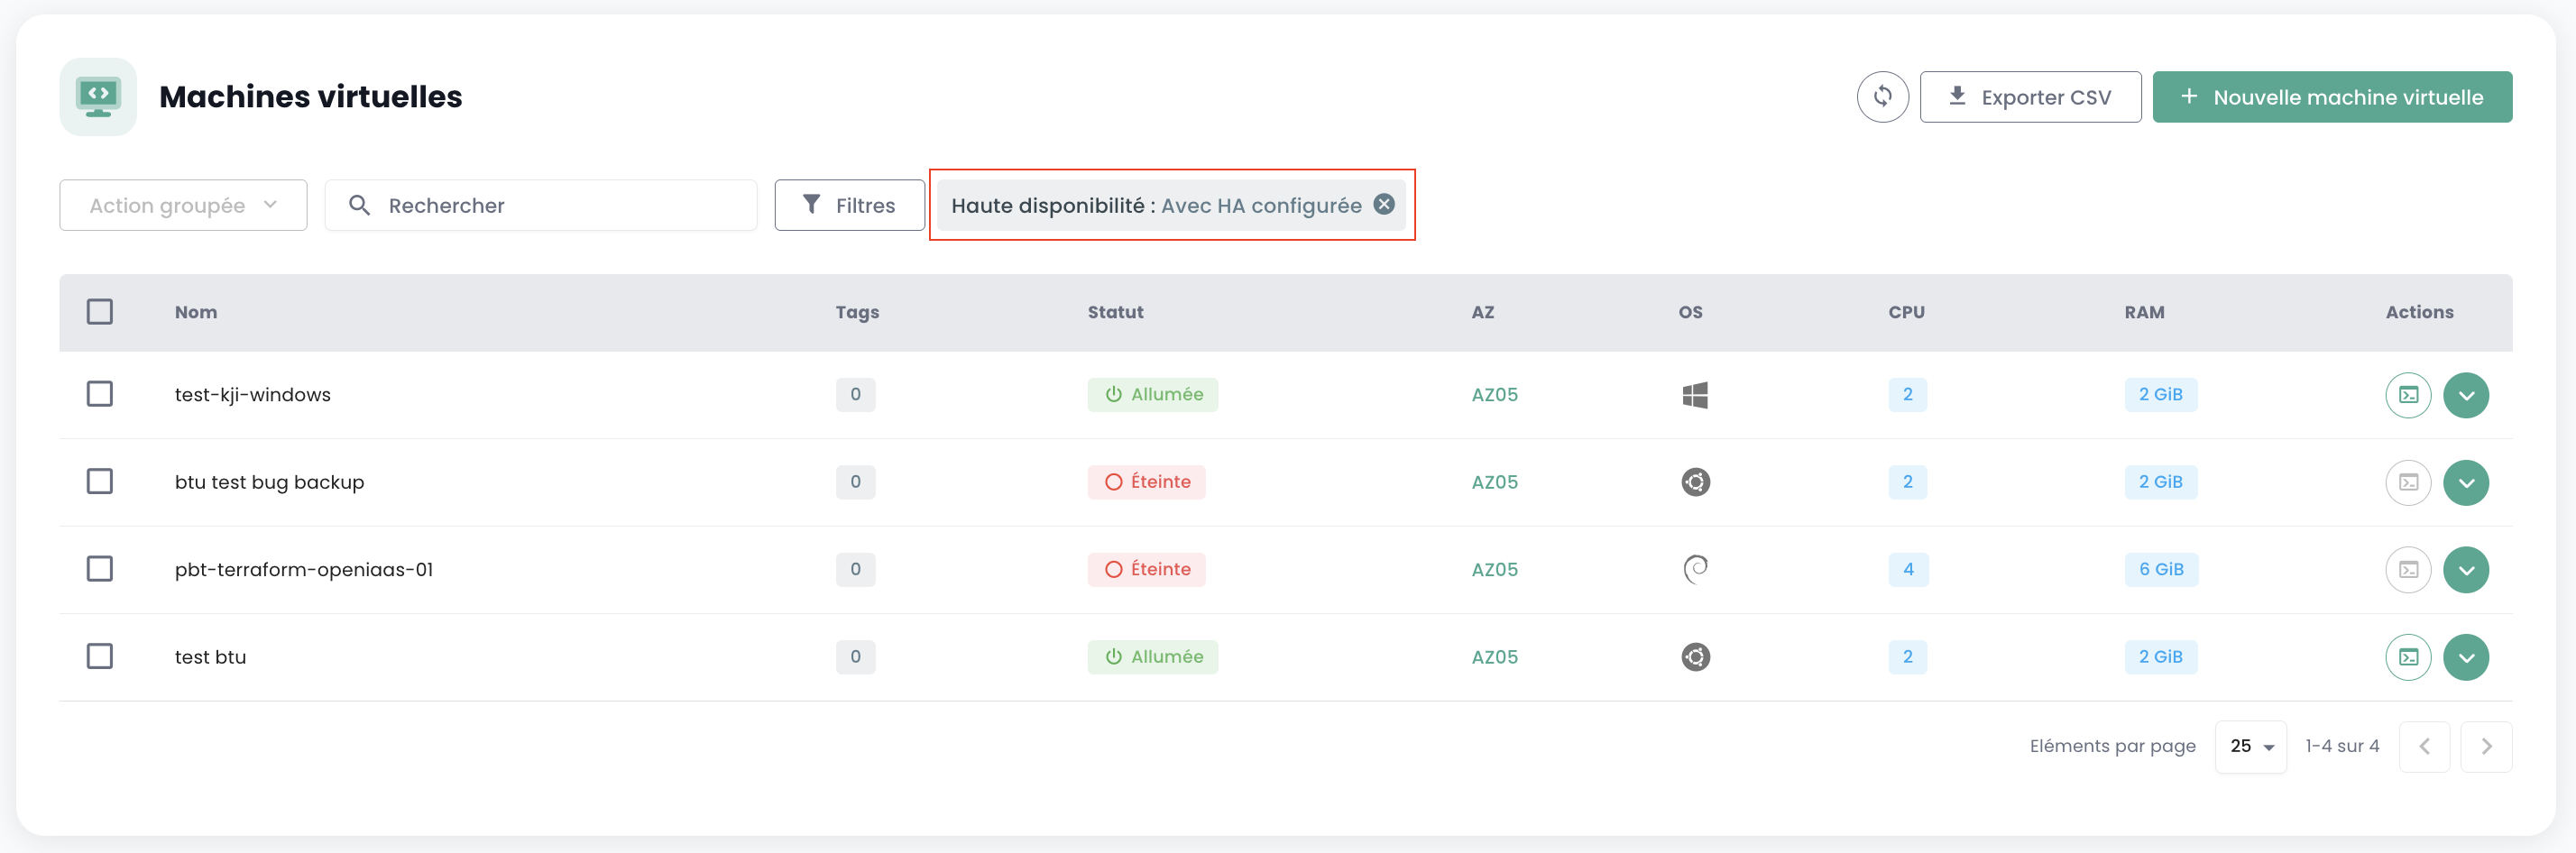 Machines virtuelles
Exporter CSV
+ Nouvelle machine virtuelle
Action groupée
Rechercher
Filtres
Haute disponibilité : Avec HA configurée
Nom Tags Statut AZ OS CPU RAM Actions
test-kji-windows 0 Allumée AZ05 2 2 GiB
btu test bug backup 0 Éteinte AZ05 2 2 GiB
pbt-terraform-openiaas-01 0 Éteinte AZ05 4 6 GiB
test btu 0 Allumée AZ05 2 2 GiB
Eléments par page 25 1-4 sur 4